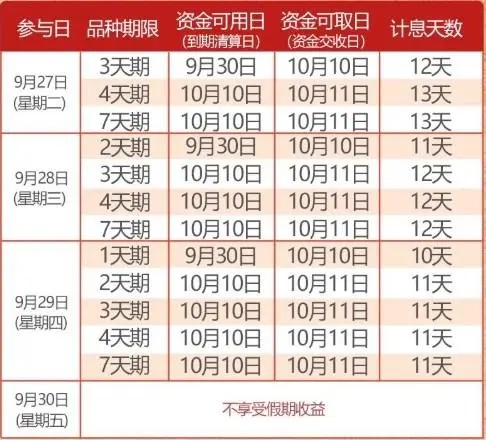 参与日 品种期限 资金可用日 (到期清算日) 资金可取日 (资金交收日) 计息天数
9月27日 (星期二) 3天期 9月30日 10月10日 12天
4天期 10月10日 10月11日 13天
7天期 10月10日 10月11日 13天
9月28日 (星期三) 2天期 9月30日 10月10日 11天
3天期 10月10日 10月11日 12天
4天期 10月10日 10月11日 12天
7天期 10月10日 10月11日 12天
9月29日 (星期四) 1天期 9月30日 10月10日 10天
2天期 10月10日 10月11日 11天
3天期 10月10日 10月11日 11天
4天期 10月10日 10月11日 11天
7天期 10月10日 10月11日 11天
9月30日 (星期五) 不享受假期收益